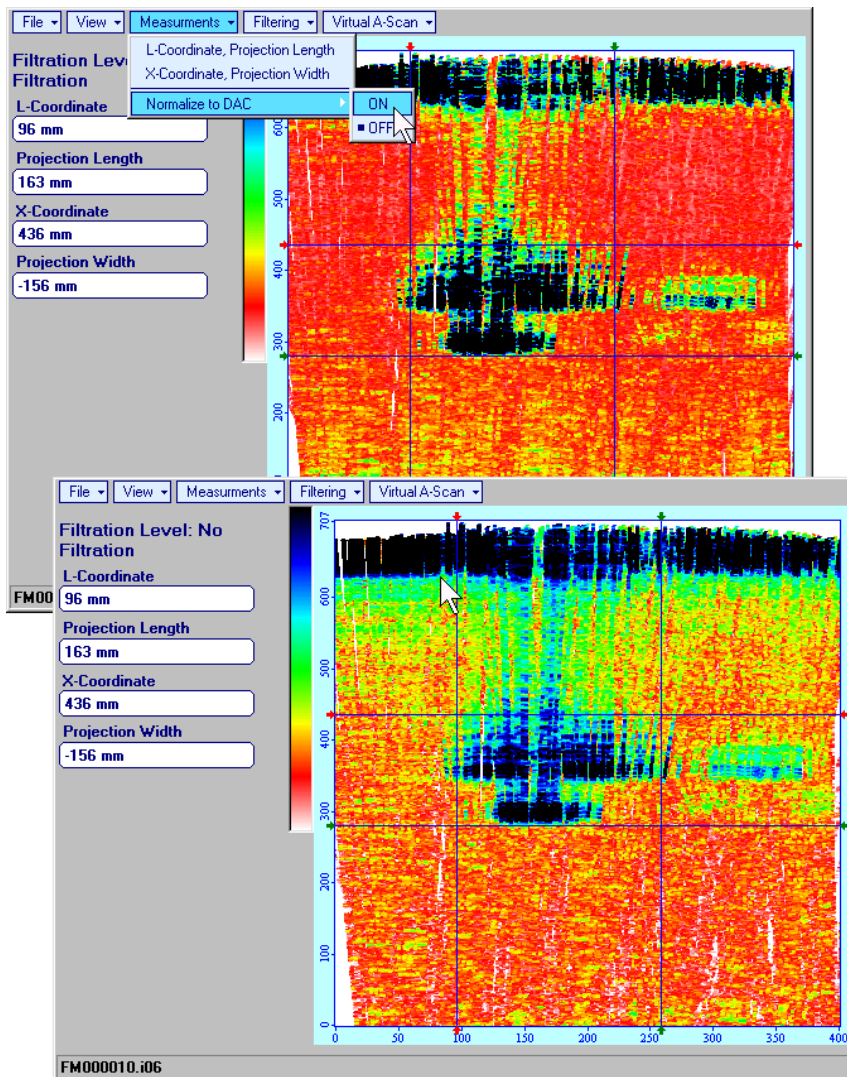 File View Measurments Filtering Virtual A-Scan
L-Coordinate, Projection Length
X-Coordinate, Projection Width
Normalize to DAC
ON
OFF
Filtration Leve
Filtration
L-Coordinate
96 mm
Projection Length
163 mm
X-Coordinate
436 mm
Projection Width
-156 mm
600
500
400
300
200
FM00
File View Measurments Filtering Virtual A-Scan
Filtration Level: No
Filtration
L-Coordinate
96 mm
Projection Length
163 mm
X-Coordinate
436 mm
Projection Width
-156 mm
707
600
500
400
300
200
100
0
0 50 100 150 200 250 300 350 400
FM000010.i06